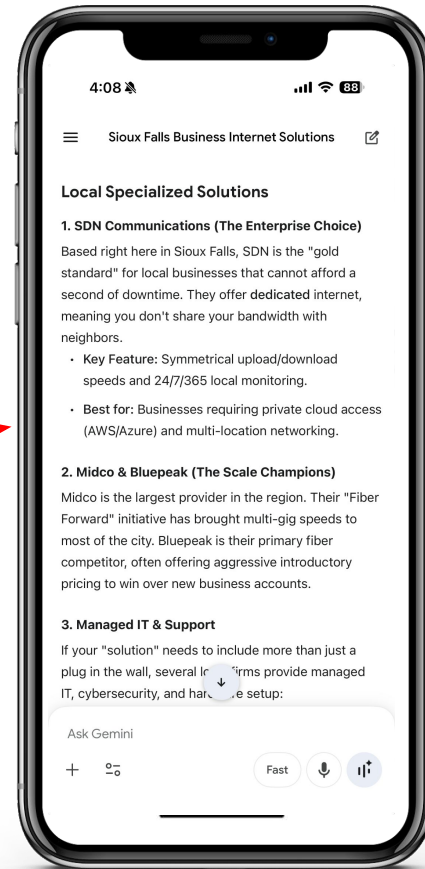 4:08
88
Sioux Falls Business Internet Solutions
Local Specialized Solutions
1. SDN Communications (The Enterprise Choice)
Based right here in Sioux Falls, SDN is the "gold
standard" for local businesses that cannot afford a
second of downtime. They offer dedicated internet,
meaning you don't share your bandwidth with
neighbors.
• Key Feature: Symmetrical upload/download
speeds and 24/7/365 local monitoring.
• Best for: Businesses requiring private cloud access
(AWS/Azure) and multi-location networking.
2. Midco & Bluepeak (The Scale Champions)
Midco is the largest provider in the region. Their "Fiber
Forward" initiative has brought multi-gig speeds to
most of the city. Bluepeak is their primary fiber
competitor, often offering aggressive introductory
pricing to win over new business accounts.
3. Managed IT & Support
If your "solution" needs to include more than just a
plug in the wall, several firms provide managed
IT, cybersecurity, and setup:
Ask Gemini
Fast